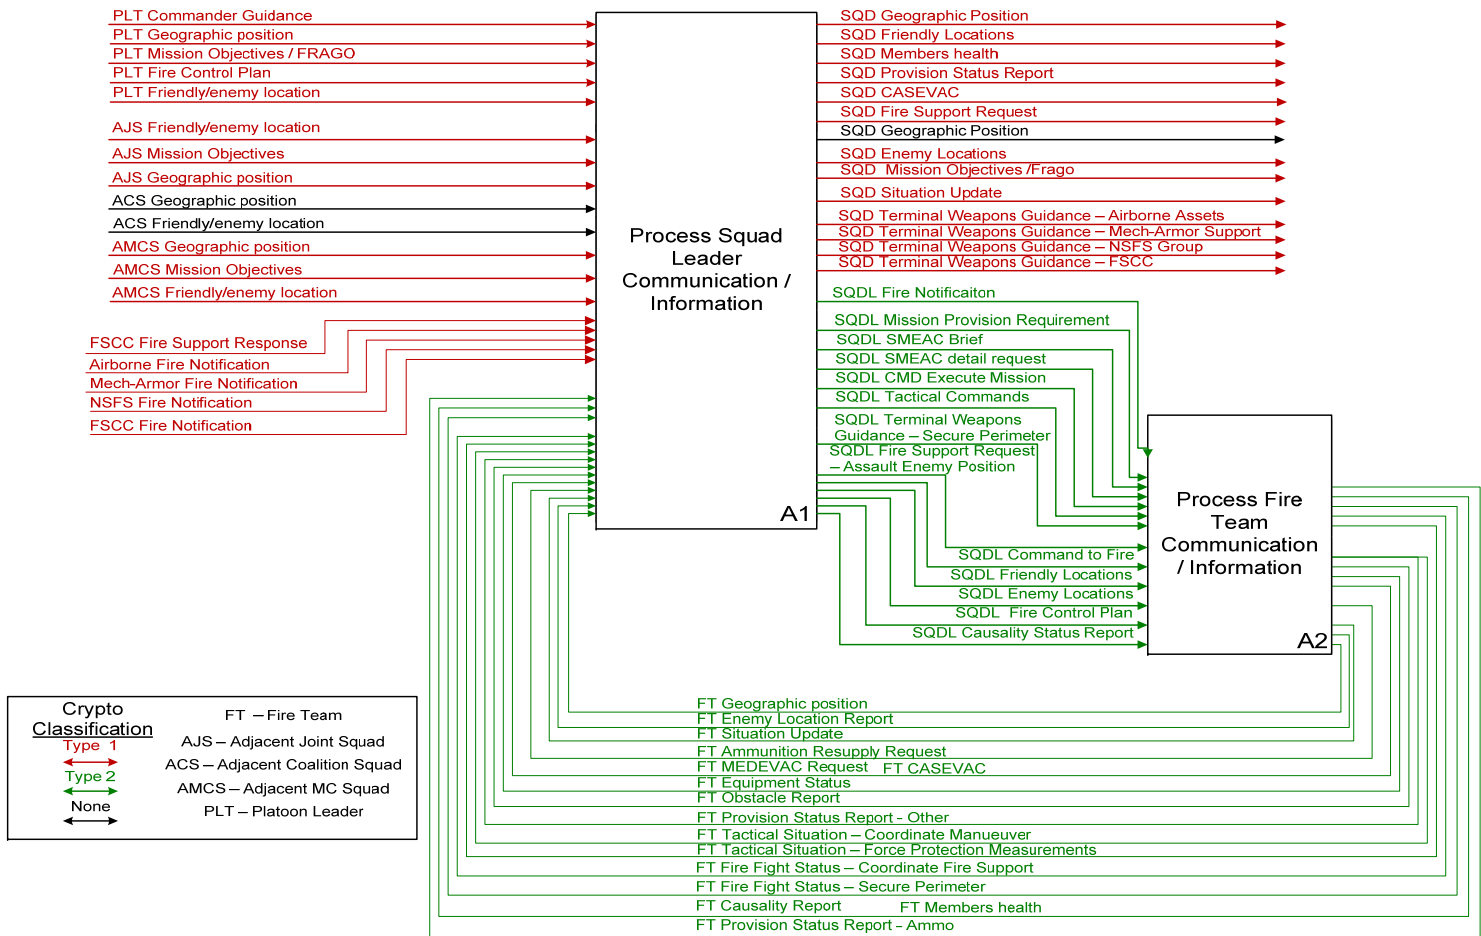 PLT Commander Guidance
PLT Geographic position
PLT Mission Objectives / FRAGO
PLT Fire Control Plan
PLT Friendly/enemy location
AJS Friendly/enemy location
AJS Mission Objectives
AJS Geographic position
ACS Geographic position
ACS Friendly/enemy location
AMCS Geographic position
AMCS Mission Objectives
AMCS Friendly/enemy location
FSCC Fire Support Response
Airborne Fire Notification
Mech-Armor Fire Notification
NSFS Fire Notification
FSCC Fire Notification
Process Squad
Leader
Communication /
Information
A1
SQD Geographic Position
SQD Friendly Locations
SQD Members health
SQD Provision Status Report
SQD CASEVAC
SQD Fire Support Request
SQD Geographic Position
SQD Enemy Locations
SQD Mission Objectives /Frago
SQD Situation Update
SQD Terminal Weapons Guidance – Airborne Assets
SQD Terminal Weapons Guidance – Mech-Armor Support
SQD Terminal Weapons Guidance – NSFS Group
SQD Terminal Weapons Guidance – FSCC
SQDL Fire Notificaiton
SQDL Mission Provision Requirement
SQDL SMEAC Brief
SQDL SMEAC detail request
SQDL CMD Execute Mission
SQDL Tactical Commands
SQDL Terminal Weapons
Guidance – Secure Perimeter
SQDL Fire Support Request
– Assault Enemy Position
SQDL Command to Fire
SQDL Friendly Locations
SQDL Enemy Locations
SQDL Fire Control Plan
SQDL Causality Status Report
Process Fire
Team
Communication
/ Information
A2
FT Geographic position
FT Enemy Location Report
FT Situation Update
FT Ammunition Resupply Request
FT MEDEVAC Request FT CASEVAC
FT Equipment Status
FT Obstacle Report
FT Provision Status Report - Other
FT Tactical Situation – Coordinate Manueuver
FT Tactical Situation – Force Protection Measurements
FT Fire Fight Status – Coordinate Fire Support
FT Fire Fight Status – Secure Perimeter
FT Causality Report FT Members health
FT Provision Status Report - Ammo
Crypto
Classification
Type 1
Type 2
None
FT – Fire Team
AJS – Adjacent Joint Squad
ACS – Adjacent Coalition Squad
AMCS – Adjacent MC Squad
PLT – Platoon Leader